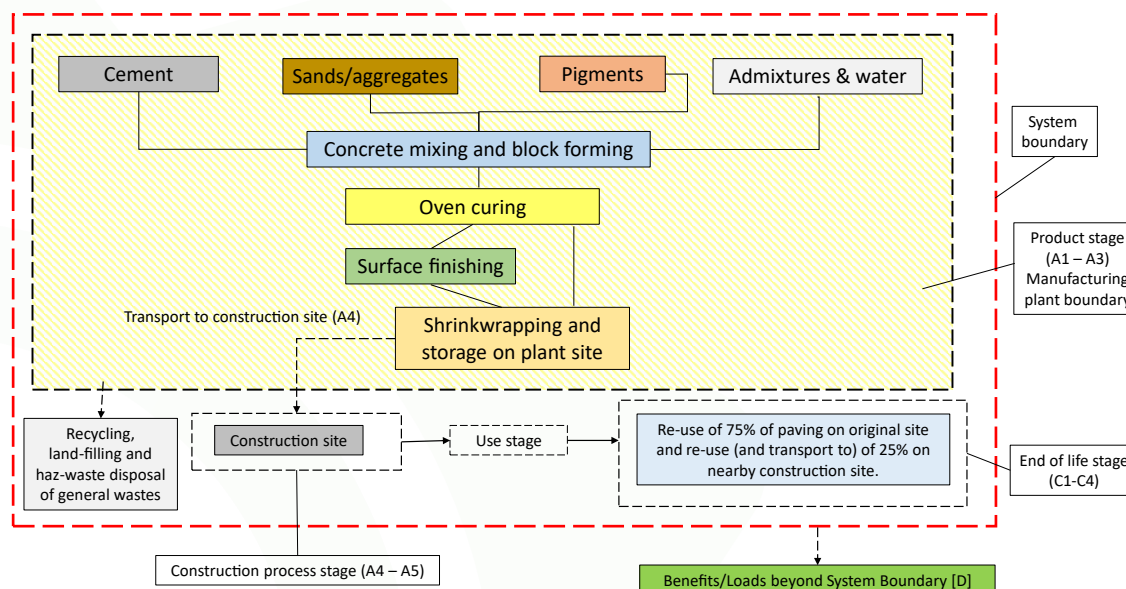 Cement
Sands/aggregates
Pigments
Admixtures & water
System
boundary
Concrete mixing and block forming
Oven curing
Product stage
(A1 – A3)
Manufacturing
plant boundary
Surface finishing
Transport to construction site (A4)
Shrinkwrapping and
storage on plant site
Recycling,
land-filling and
haz-waste disposal
of general wastes
Construction site
Use stage
Re-use of 75% of paving on original site
and re-use (and transport to) of 25% on
nearby construction site.
End of life stage
(C1-C4)
Construction process stage (A4 – A5)
Benefits/Loads beyond System Boundary [D]